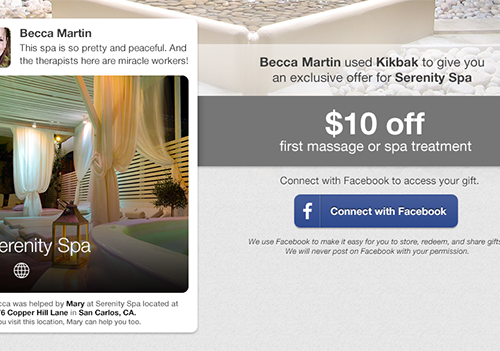 Becca Martin
This spa is so pretty and peaceful. And
the therapists here are miracle workers!
erenity Spa
cca was helped by Mary at Serenity Spa located at
6 Copper Hill Lane in San Carlos, CA.
ou visit this location, Mary can help you too.
Becca Martin used Kikbak to give you
an exclusive offer for Serenity Spa
$10 off
first massage or spa treatment
Connect with Facebook to access your gift.
f Connect with Facebook
We use Facebook to make it easy for you to store, redeem, and share gifts
We will never post on Facebook with your permission.